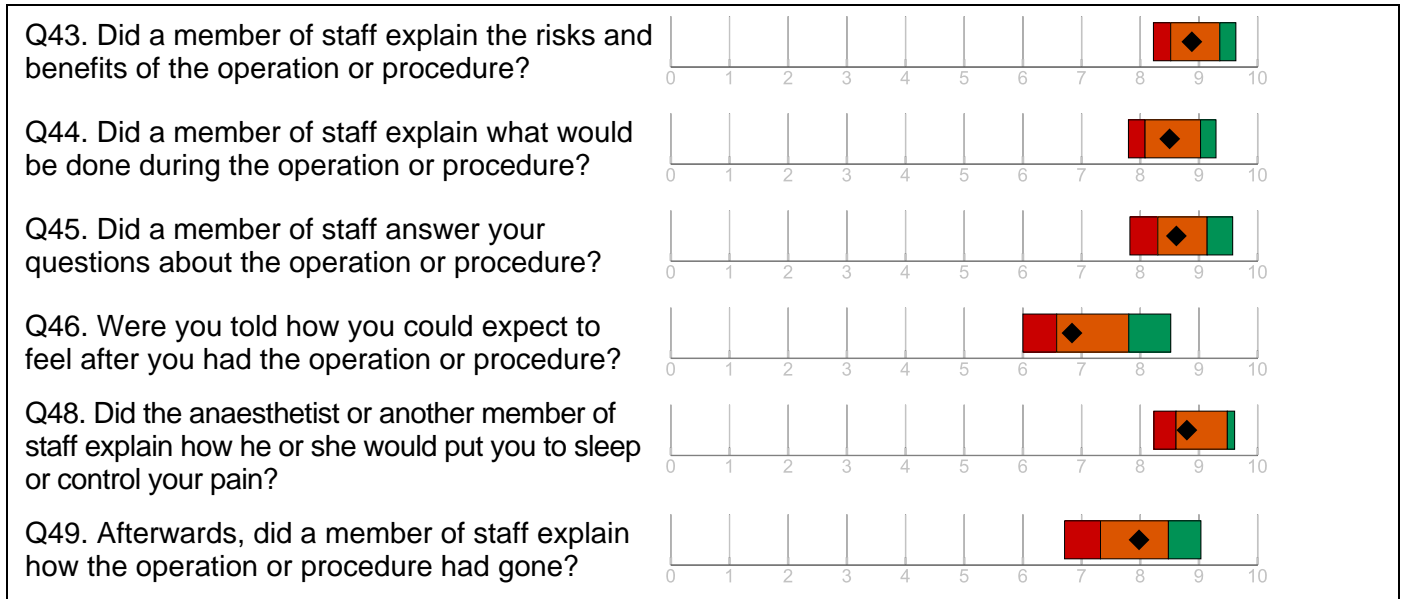 Q43. Did a member of staff explain the risks and
benefits of the operation or procedure?
0 1 2 3 4 5 6 7 8 9 10
Q44. Did a member of staff explain what would
be done during the operation or procedure?
0 1 2 3 4 5 6 7 8 9 10
Q45. Did a member of staff answer your
questions about the operation or procedure?
0 1 2 3 4 5 6 7 8 9 10
Q46. Were you told how you could expect to
feel after you had the operation or procedure?
0 1 2 3 4 5 6 7 8 9 10
Q48. Did the anaesthetist or another member of
staff explain how he or she would put you to sleep
or control your pain?
0 1 2 3 4 5 6 7 8 9 10
Q49. Afterwards, did a member of staff explain
how the operation or procedure had gone?
0 1 2 3 4 5 6 7 8 9 10